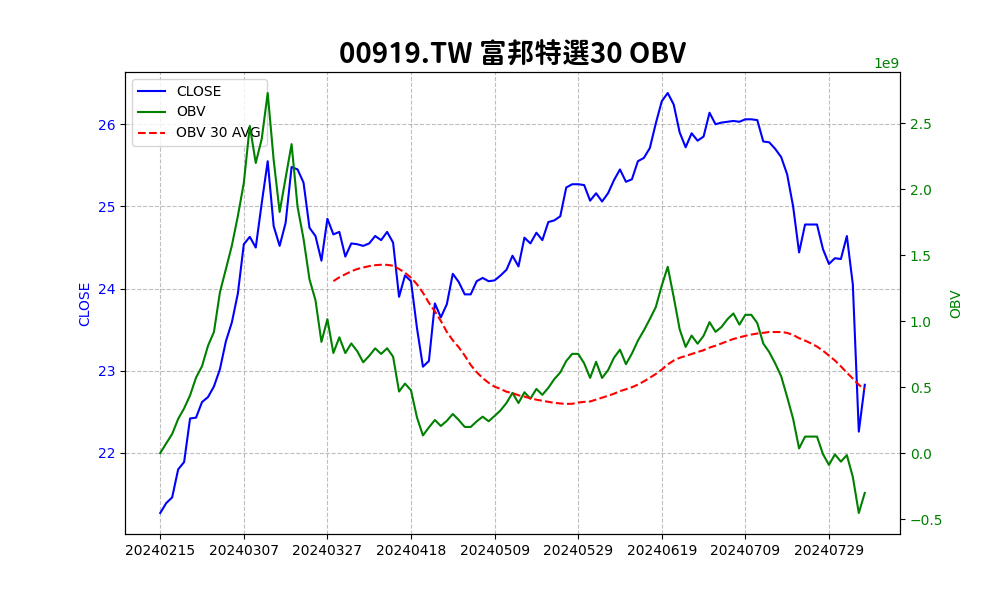 00919.TW 富邦特選30 OBV
1e9
CLOSE
OBV
OBV 30 AVG
26
25
24
23
22
CLOSE
2.5
2.0
1.5
1.0
0.5
0.0
−0.5
OBV
20240215 20240307 20240327 20240418 20240509 20240529 20240619 20240709 20240729